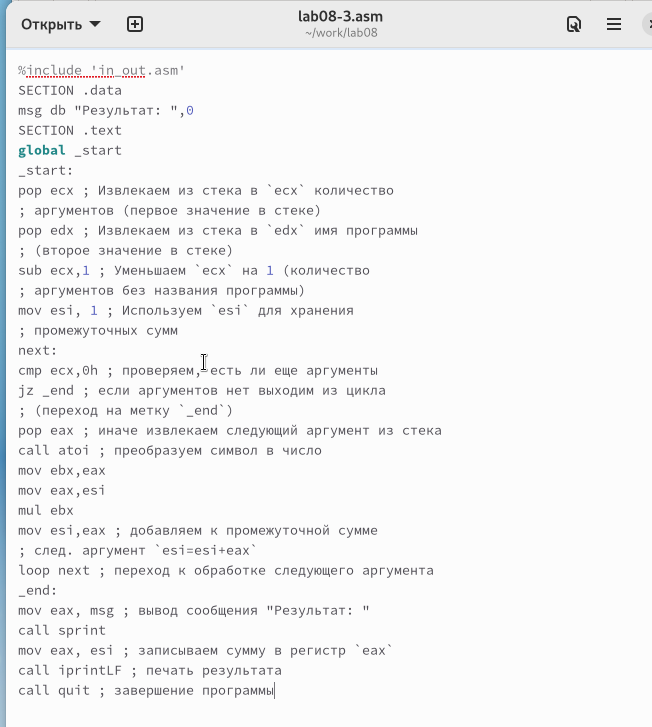 Открыть
lab08-3.asm
~/work/lab08
%include 'in_out.asm'
SECTION .data
msg db "Результат: ",0
SECTION .text
global _start
_start:
pop ecx ; Извлекаем из стека в `ecx` количество
; аргументов (первое значение в стеке)
pop edx ; Извлекаем из стека в `edx` имя программы
; (второе значение в стеке)
sub ecx,1 ; Уменьшаем `ecx` на 1 (количество
; аргументов без названия программы)
mov esi, 1 ; Используем `esi` для хранения
; промежуточных сумм
next:
cmp ecx,0h ; проверяем, есть ли еще аргументы
jz _end ; если аргументов нет выходим из цикла
; (переход на метку `_end`)
pop eax ; иначе извлекаем следующий аргумент из стека
call atoi ; преобразуем символ в число
mov ebx,eax
mov eax,esi
mul ebx
mov esi,eax ; добавляем к промежуточной сумме
; след. аргумент `esi=esi+eax`
loop next ; переход к обработке следующего аргумента
_end:
mov eax, msg ; вывод сообщения "Результат: "
call sprint
mov eax, esi ; записываем сумму в регистр `eax`
call iprintLF ; печать результата
call quit ; завершение программы